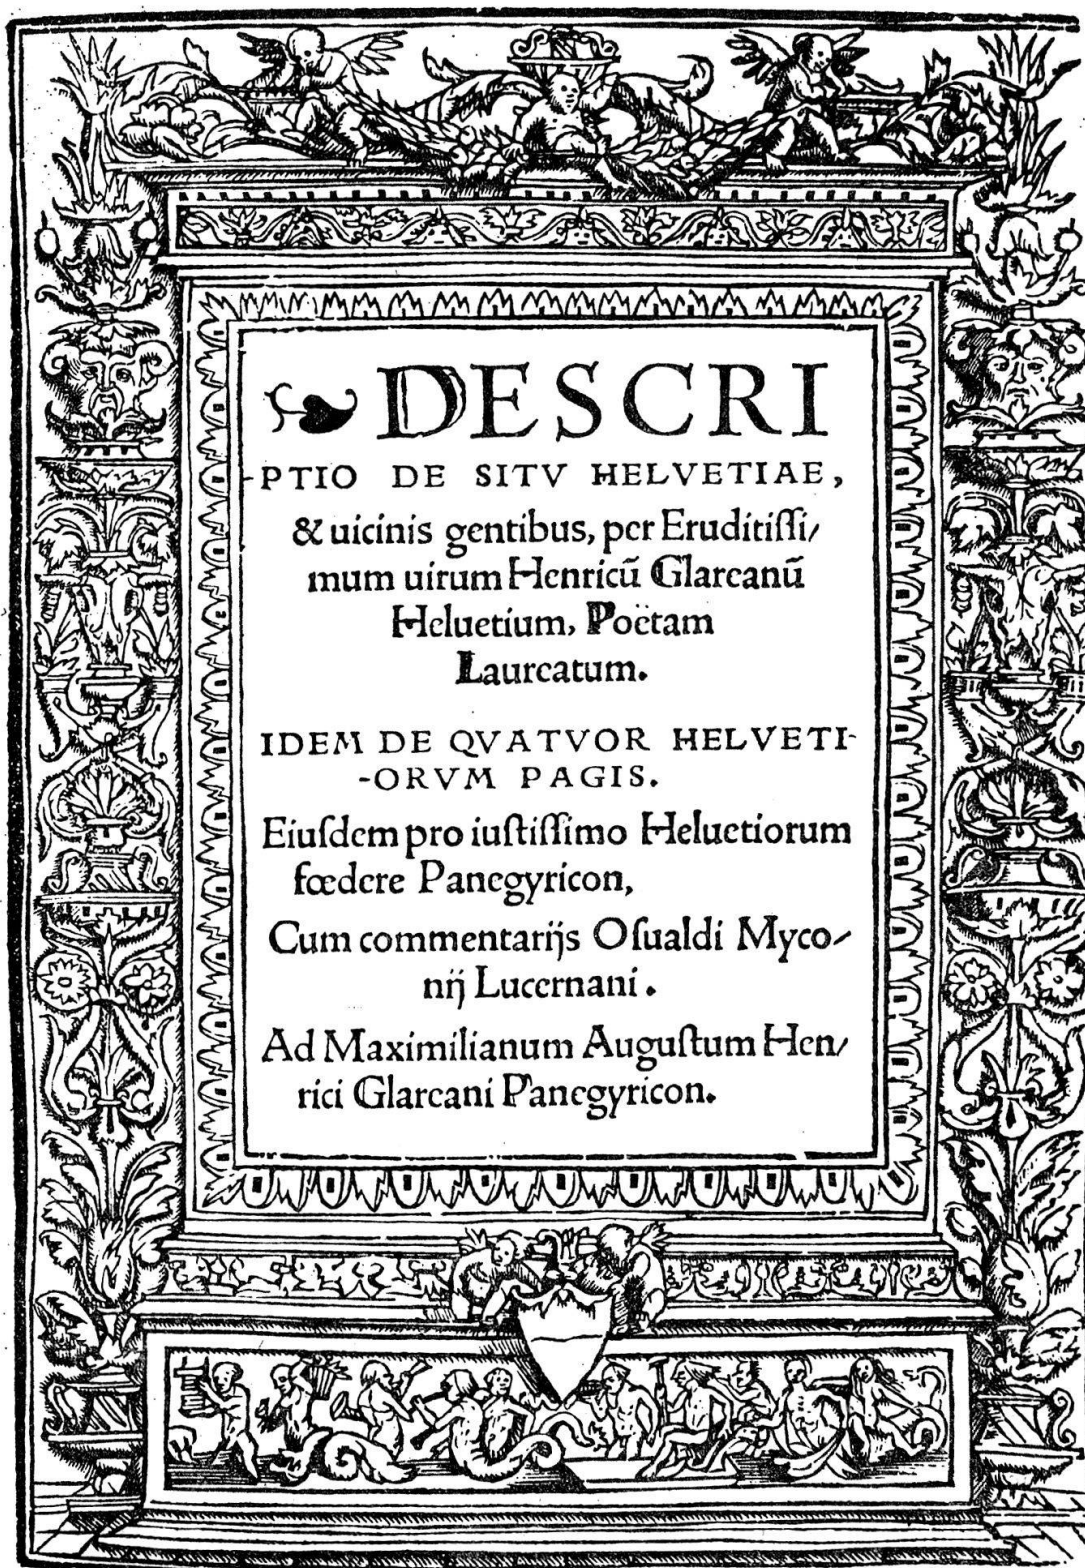 ❧ DESCRI
PTIO DE SITV HELVETIAE,
& uicinis gentibus, per Eruditiſſi/
mum uirum Henricũ Glareanũ
Heluetium, Poëtam
Laureatum.
IDEM DE QVATVOR HELVETI-
-ORVM PAGIS.
Eiuſdem pro iuſtiſſimo Heluetiorum
fœdere Panegyricon,
Cum commentarijs Oſualdi Myco/
nij Lucernani.
Ad Maximilianum Auguſtum Hen/
rici Glareani Panegyricon.